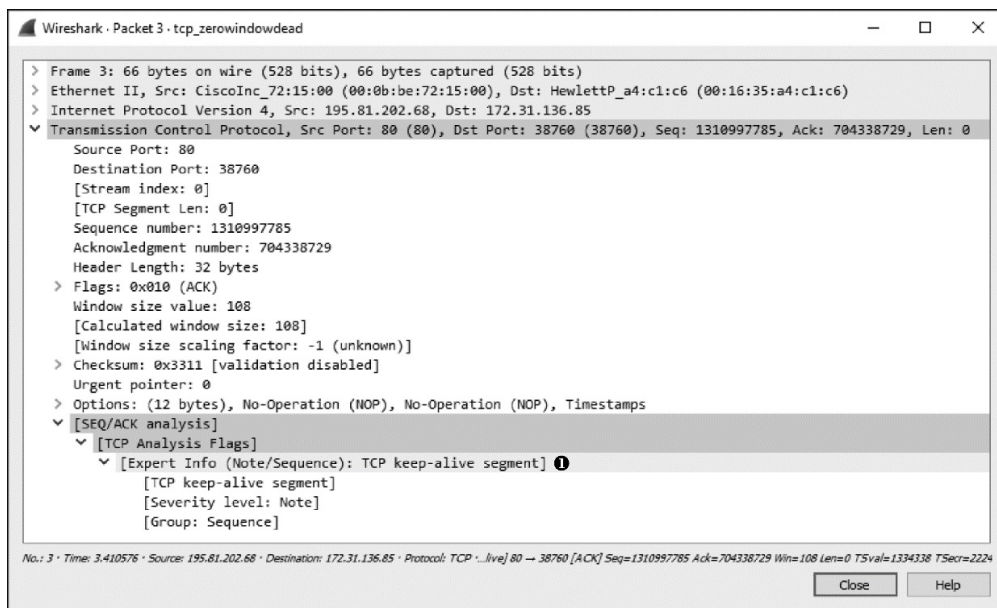 Wireshark · Packet 3 · tcp_zerowindowdead
> Frame 3: 66 bytes on wire (528 bits), 66 bytes captured (528 bits)
> Ethernet II, Src: CiscoInc_72:15:00 (00:0b:be:72:15:00), Dst: HewlettP_a4:c1:c6 (00:16:35:a4:c1:c6)
> Internet Protocol Version 4, Src: 195.81.202.68, Dst: 172.31.136.85
Transmission Control Protocol, Src Port: 80 (80), Dst Port: 38760 (38760), Seq: 1310997785, Ack: 704338729, Len: 0
Source Port: 80
Destination Port: 38760
[Stream index: 0]
[TCP Segment Len: 0]
Sequence number: 1310997785
Acknowledgment number: 704338729
Header Length: 32 bytes
> Flags: 0x010 (ACK)
Window size value: 108
[Calculated window size: 108]
[Window size scaling factor: -1 (unknown)]
> Checksum: 0x3311 [validation disabled]
Urgent pointer: 0
> Options: (12 bytes), No-Operation (NOP), No-Operation (NOP), Timestamps
[SEQ/ACK analysis]
[TCP Analysis Flags]
[Expert Info (Note/Sequence): TCP keep-alive segment] ❶
[TCP keep-alive segment]
[Severity level: Note]
[Group: Sequence]
No.: 3 · Time: 3.410576 · Source: 195.81.202.68 · Destination: 172.31.136.85 · Protocol: TCP ·...live] 80 → 38760 [ACK] Seq=1310997785 Ack=704338729 Win=108 Len=0 TSval=1334338 TSecr=2224
Close Help